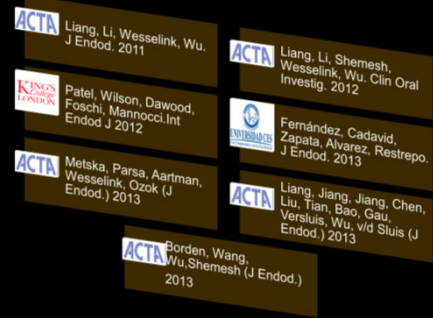 ACTA
Liang, Li, Wesselink, Wu.
J Endod. 2011
ACTA
Liang, Li, Shemesh,
Wesselink, Wu. Clin Oral
Investig. 2012
KING'S
College
LONDON
Patel, Wilson, Dawood,
Foschi, Mannocci.Int
Endod J 2012
UNIVERSIDAD CES
Fernández, Cadavid,
Zapata, Alvarez, Restrepo.
J Endod. 2013
ACTA
Metska, Parsa, Aartman,
Wesselink, Ozok (J
Endod.) 2013
ACTA
Liang, Jiang, Jiang, Chen,
Liu, Tian, Bao, Gau,
Versluis, Wu, v/d Sluis (J
Endod.) 2013
ACTA
Borden, Wang,
Wu,Shemesh (J Endod.)
2013